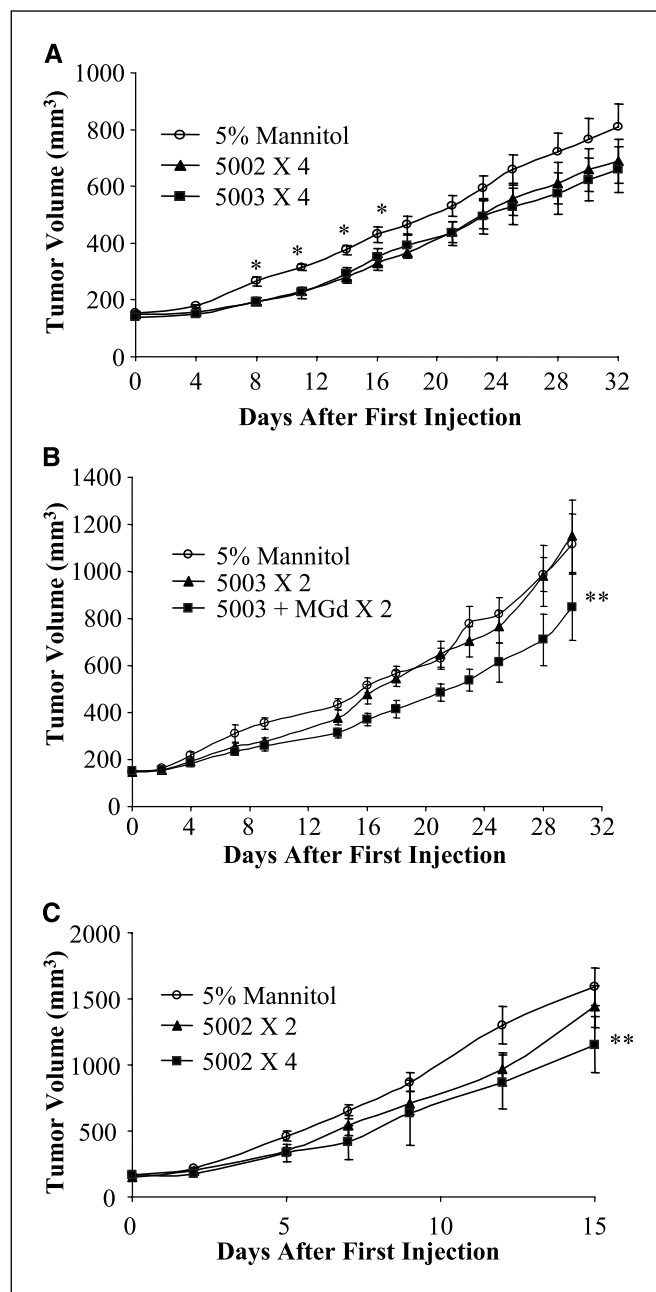 A
Tumor Volume (mm³)
1000
800
600
400
200
0
5% Mannitol
5002 X 4
5003 X 4
* * * *
0 4 8 12 16 20 24 28 32
Days After First Injection
B
Tumor Volume (mm³)
1400
1200
1000
800
600
400
200
0
5% Mannitol
5003 X 2
5003 + MGd X 2
**
0 4 8 12 16 21 24 28 32
Days After First Injection
C
Tumor Volume (mm³)
2000
1500
1000
500
0
5% Mannitol
5002 X 2
5002 X 4
**
0 5 10 15
Days After First Injection